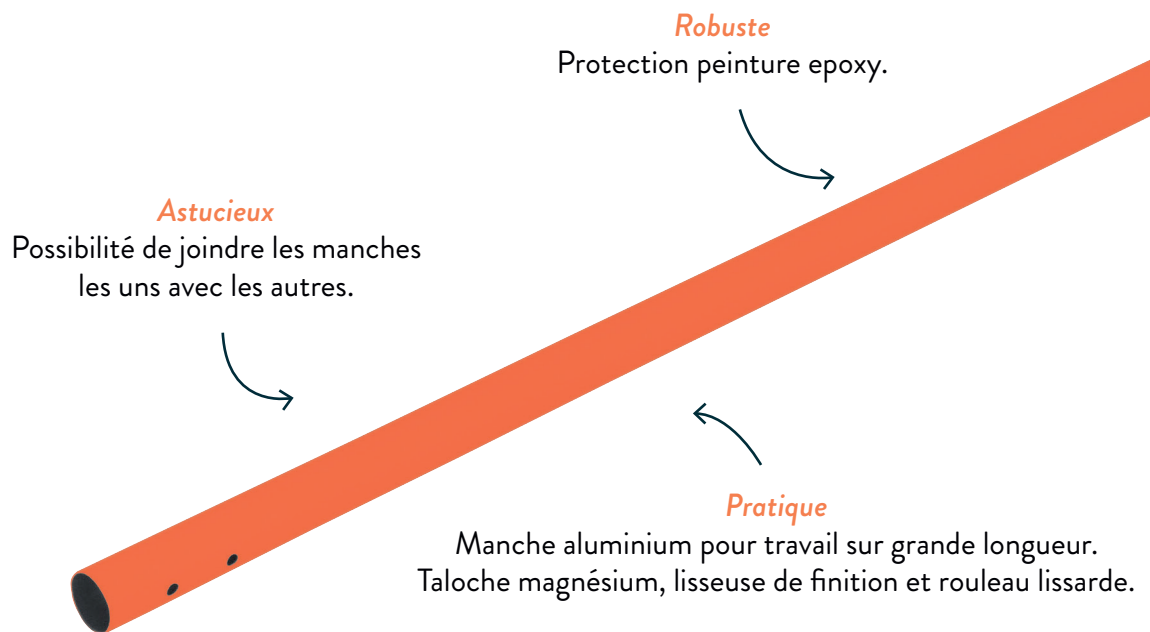 Robuste
Protection peinture epoxy.
Astucieux
Possibilité de joindre les manches
les uns avec les autres.
Pratique
Manche aluminium pour travail sur grande longueur.
Taloche magnésium, lisseuse de finition et rouleau lissarde.